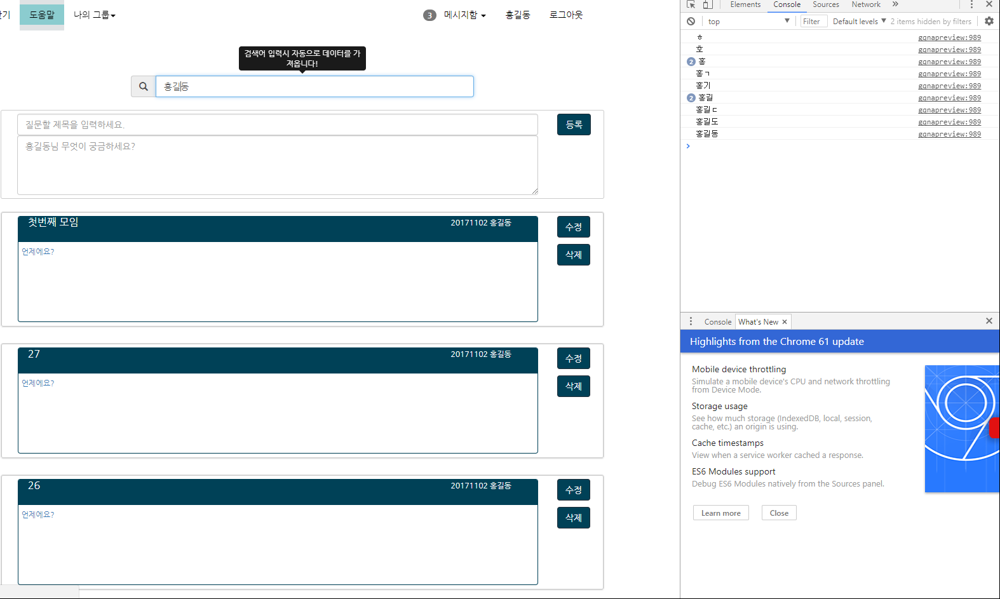 도움말
나의 그룹
3 메시지함
홍길동
로그아웃
검색어 입력시 자동으로 데이터를 가
져옵니다!
홍길동
질문할 제목을 입력하세요.
등록
홍길동님 무엇이 궁금하세요?
첫번째 모임
20171102 홍길동
수정
언제에요?
삭제
27
20171102 홍길동
수정
언제에요?
삭제
26
20171102 홍길동
수정
언제에요?
삭제
Elements
Console
Sources
Network
top
Filter
Default levels
2 items hidden by filters
ㅎ gqnapreview:989
호 gqnapreview:989
2 홍 gqnapreview:989
홍ㄱ gqnapreview:989
홍기 gqnapreview:989
2 홍길 gqnapreview:989
홍길ㄷ gqnapreview:989
홍길도 gqnapreview:989
홍길동 gqnapreview:989
Console
What's New
Highlights from the Chrome 61 update
Mobile device throttling
Simulate a mobile device's CPU and network throttling
from Device Mode.
Storage usage
See how much storage (IndexedDB, local, session,
cache, etc.) an origin is using.
Cache timestamps
View when a service worker cached a response.
ES6 Modules support
Debug ES6 Modules natively from the Sources panel.
Learn more
Close